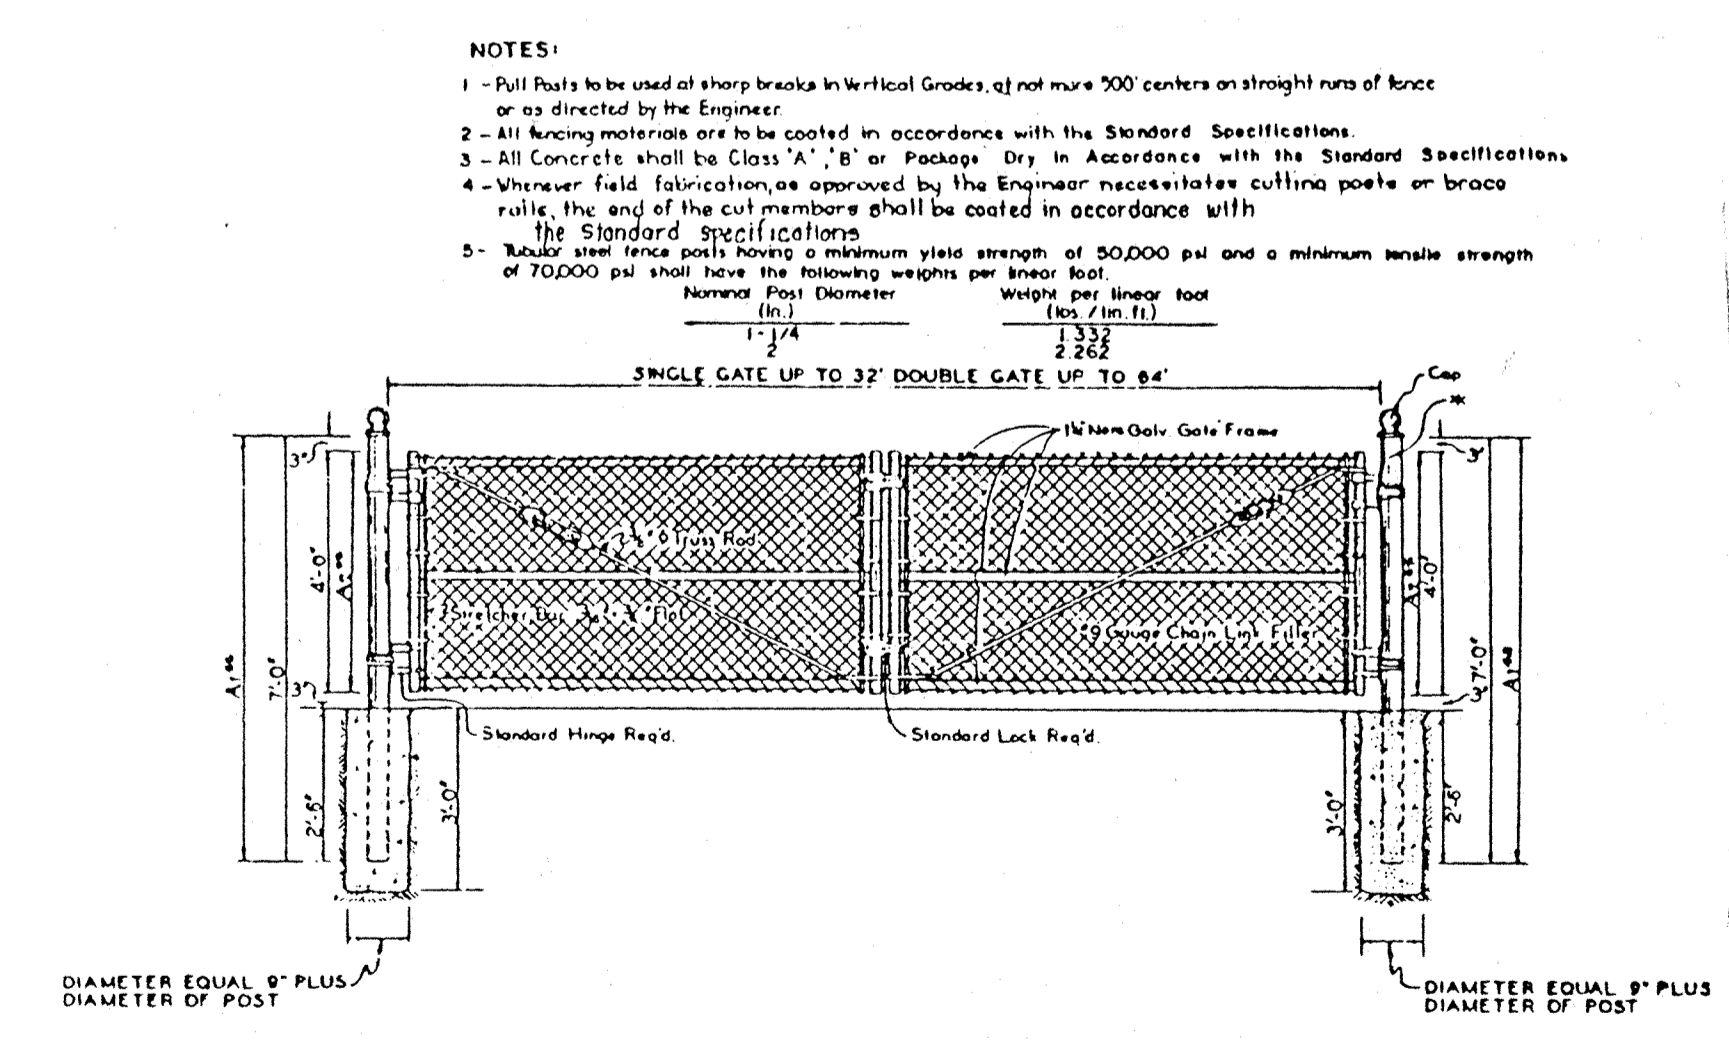 NOTES:
1 - Pull Posts to be used at sharp breaks in Vertical Grades, at not more 500' centers on straight runs of fence
or as directed by the Engineer.
2 - All fencing materials are to be coated in accordance with the Standard Specifications.
3 - All Concrete shall be Class 'A', 'B' or Package Dry In Accordance with the Standard Specifications
4 - Whenever field fabrication, as approved by the Engineer necessitates cutting posts or brace
rails, the end of the cut members shall be coated in accordance with
the Standard specifications
5 - Tubular steel fence posts having a minimum yield strength of 50,000 psi and a minimum tensile strength
of 70,000 psi shall have the following weights per linear foot.
Nominal Post Diameter Weight per linear foot
(In.) (lbs. / lin. ft.)
1-1/4 1.332
2 2.262
SINGLE GATE UP TO 32' DOUBLE GATE UP TO 64'
Cap
*
Nom Galv. Gate Frame
3" 3"
Truss Rod
4'-0" A2** A2** 4'-0"
Stretcher Bar Flat
#9 Gauge Chain Link Filler
A1** 7'-0" 3" 3" 7'-0" A1**
Standard Hinge Req'd. Standard Lock Req'd.
2'-6" 3'-0" 3'-0" 2'-6"
DIAMETER EQUAL 9" PLUS
DIAMETER OF POST
DIAMETER EQUAL 9" PLUS
DIAMETER OF POST